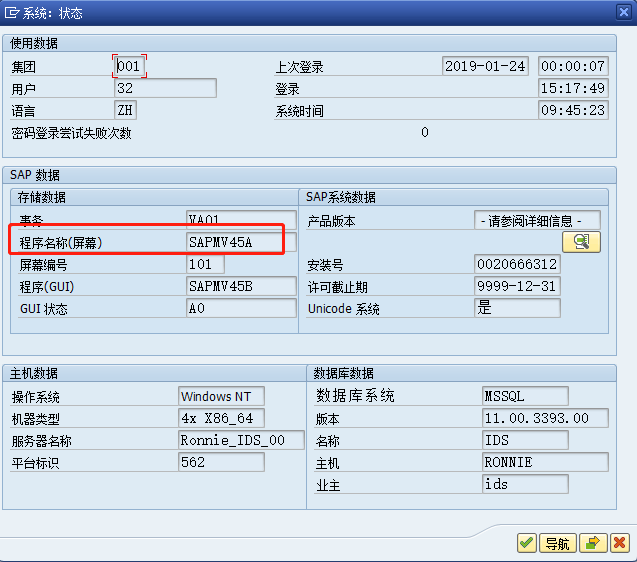 系统: 状态
使用数据
集团 001 上次登录 2019-01-24 00:00:07
用户 32 登录 15:17:49
语言 ZH 系统时间 09:45:23
密码登录尝试失败次数 0
SAP 数据
存储数据
事务 VA01
程序名称(屏幕) SAPMV45A
屏幕编号 101
程序(GUI) SAPMV45B
GUI 状态 A0
SAP系统数据
产品版本 - 请参阅详细信息 -
安装号 0020666312
许可截止期 9999-12-31
Unicode 系统 是
主机数据
操作系统 Windows NT
机器类型 4x X86_64
服务器名称 Ronnie_IDS_00
平台标识 562
数据库数据
数据库系统 MSSQL
版本 11.00.3393.00
名称 IDS
主机 RONNIE
业主 ids
导航